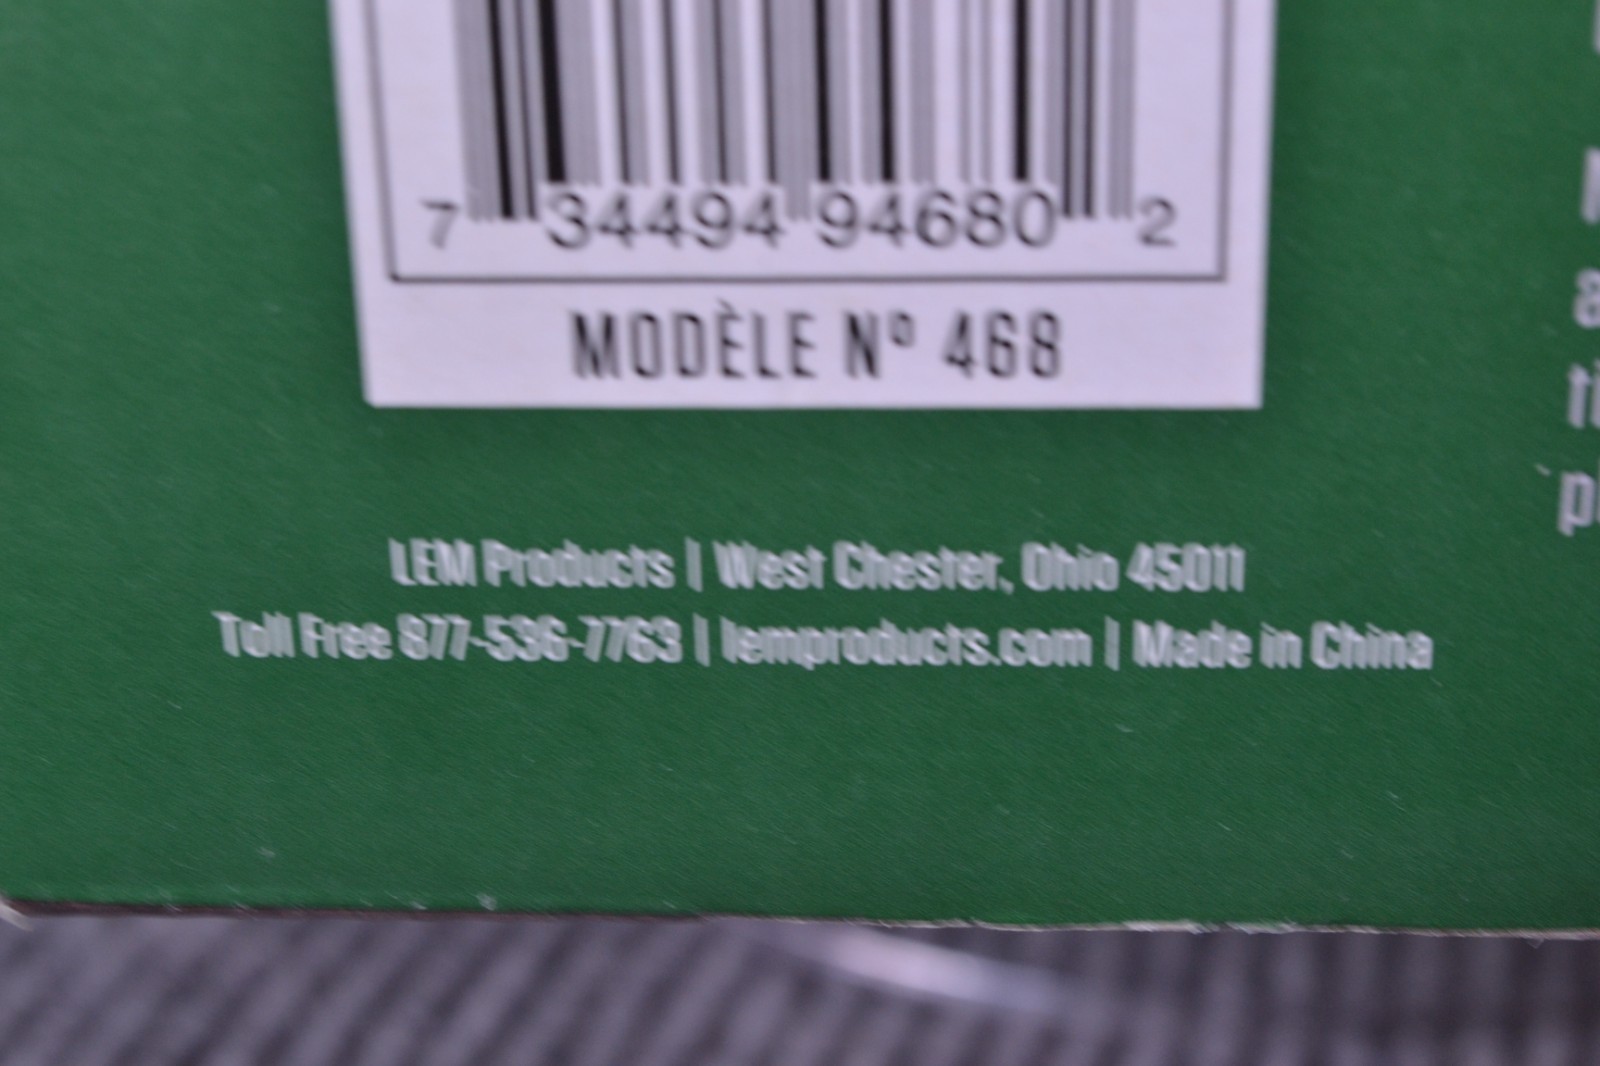 7 34494 94680 2
MODÈLE Nº 468
LEM Products | West Chester, Ohio 45011
Toll Free 877-536-7763 | lemproducts.com | Made in China